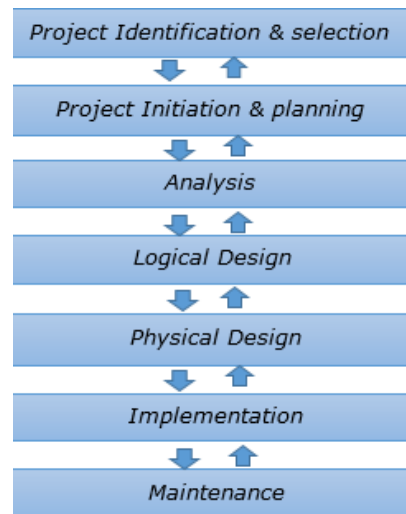 Project Identification & selection
Project Initiation & planning
Analysis
Logical Design
Physical Design
Implementation
Maintenance